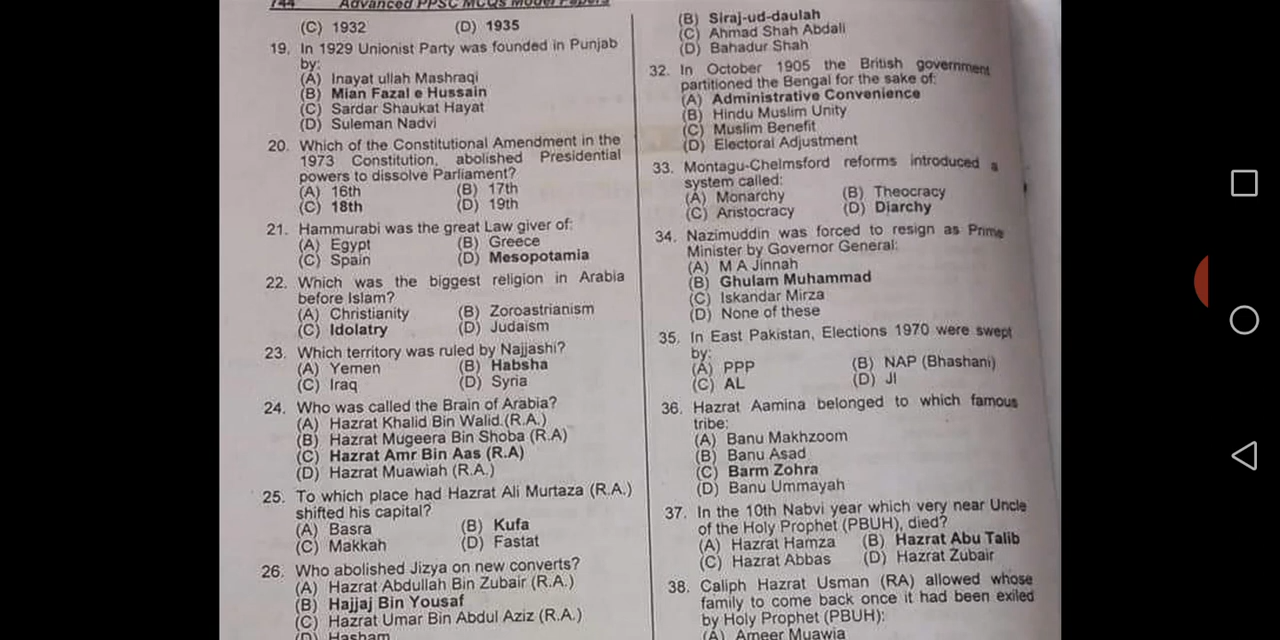 744 Advanced PPSC MCQs Model Papers
(C) 1932 (D) 1935
19. In 1929 Unionist Party was founded in Punjab
by:
(A) Inayat ullah Mashraqi
(B) Mian Fazal e Hussain
(C) Sardar Shaukat Hayat
(D) Suleman Nadvi
20. Which of the Constitutional Amendment in the
1973 Constitution, abolished Presidential
powers to dissolve Parliament?
(A) 16th (B) 17th
(C) 18th (D) 19th
21. Hammurabi was the great Law giver of:
(A) Egypt (B) Greece
(C) Spain (D) Mesopotamia
22. Which was the biggest religion in Arabia
before Islam?
(A) Christianity (B) Zoroastrianism
(C) Idolatry (D) Judaism
23. Which territory was ruled by Najjashi?
(A) Yemen (B) Habsha
(C) Iraq (D) Syria
24. Who was called the Brain of Arabia?
(A) Hazrat Khalid Bin Walid.(R.A.)
(B) Hazrat Mugeera Bin Shoba (R.A)
(C) Hazrat Amr Bin Aas (R.A)
(D) Hazrat Muawiah (R.A.)
25. To which place had Hazrat Ali Murtaza (R.A.)
shifted his capital?
(A) Basra (B) Kufa
(C) Makkah (D) Fastat
26. Who abolished Jizya on new converts?
(A) Hazrat Abdullah Bin Zubair (R.A.)
(B) Hajjaj Bin Yousaf
(C) Hazrat Umar Bin Abdul Aziz (R.A.)
(D) Hasham
(B) Siraj-ud-daulah
(C) Ahmad Shah Abdali
(D) Bahadur Shah
32. In October 1905 the British government
partitioned the Bengal for the sake of:
(A) Administrative Convenience
(B) Hindu Muslim Unity
(C) Muslim Benefit
(D) Electoral Adjustment
33. Montagu-Chelmsford reforms introduced a
system called:
(A) Monarchy (B) Theocracy
(C) Aristocracy (D) Diarchy
34. Nazimuddin was forced to resign as Prime
Minister by Governor General:
(A) M A Jinnah
(B) Ghulam Muhammad
(C) Iskandar Mirza
(D) None of these
35. In East Pakistan, Elections 1970 were swept
by:
(A) PPP (B) NAP (Bhashani)
(C) AL (D) JI
36. Hazrat Aamina belonged to which famous
tribe:
(A) Banu Makhzoom
(B) Banu Asad
(C) Barm Zohra
(D) Banu Ummayah
37. In the 10th Nabvi year which very near Uncle
of the Holy Prophet (PBUH), died?
(A) Hazrat Hamza (B) Hazrat Abu Talib
(C) Hazrat Abbas (D) Hazrat Zubair
38. Caliph Hazrat Usman (RA) allowed whose
family to come back once it had been exiled
by Holy Prophet (PBUH):
(A) Ameer Muawia